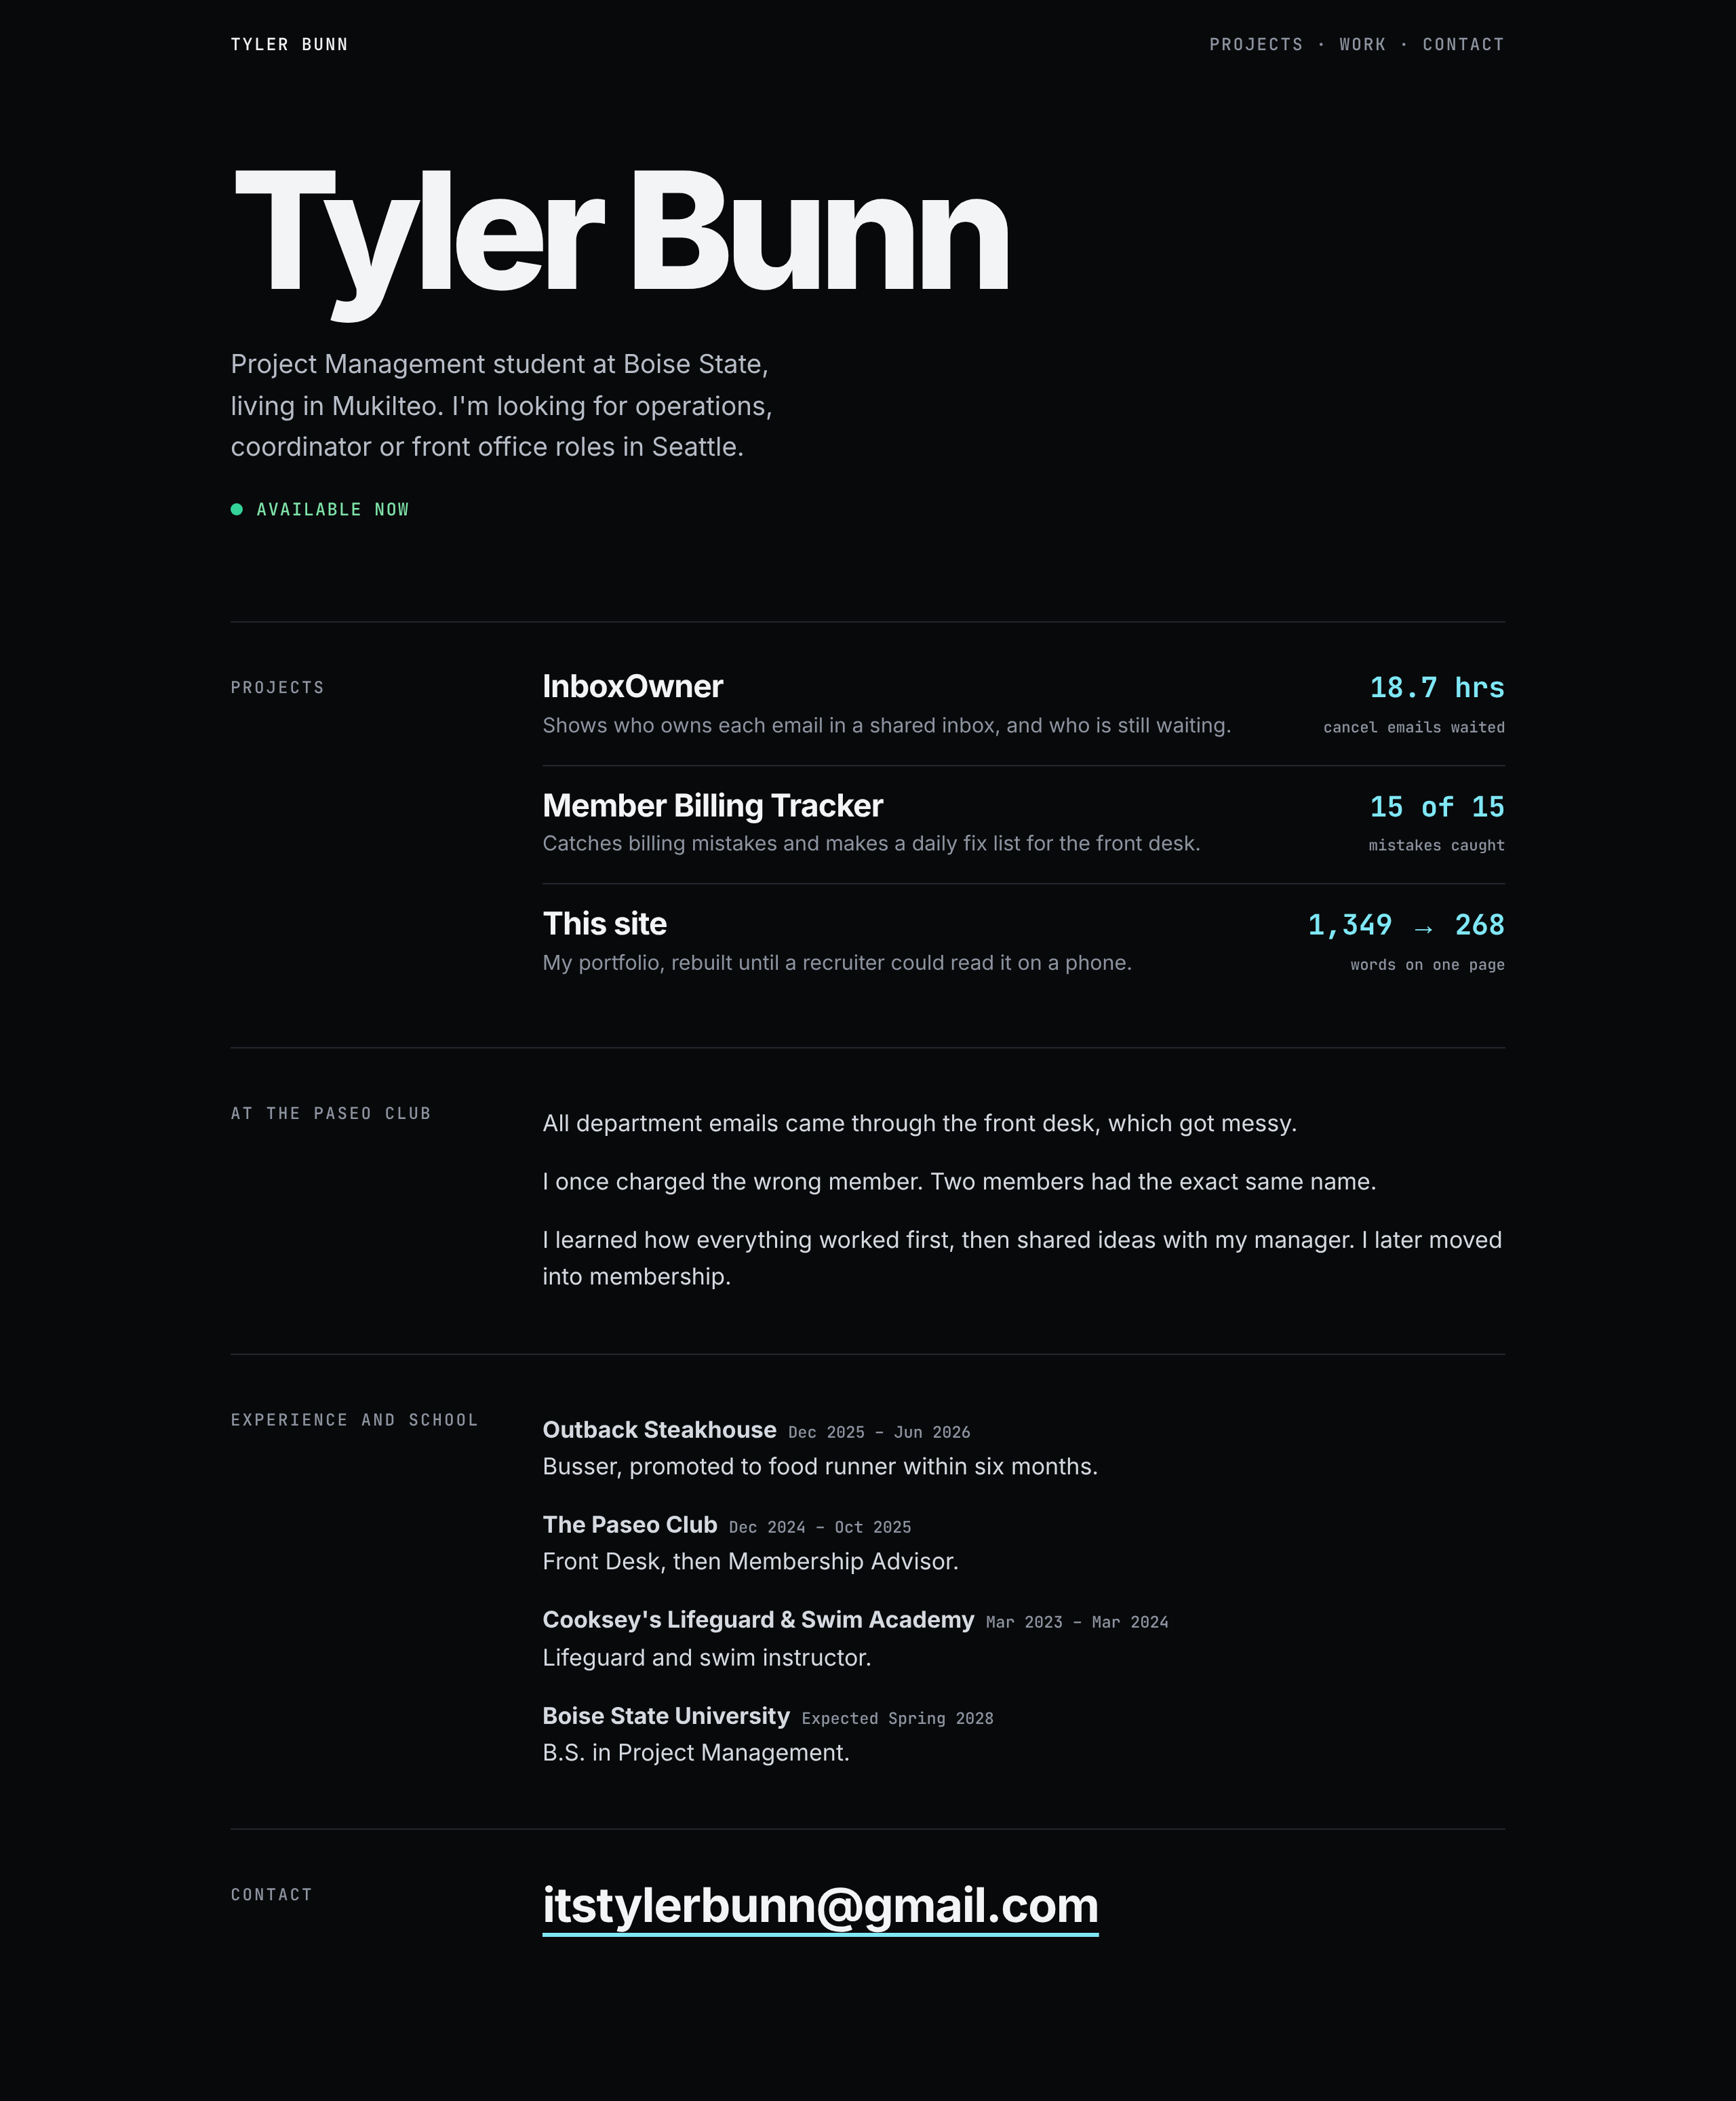 TYLER BUNN
PROJECTS · WORK · CONTACT
Tyler Bunn
Project Management student at Boise State,
living in Mukilteo. I'm looking for operations,
coordinator or front office roles in Seattle.
AVAILABLE NOW
PROJECTS
InboxOwner
18.7 hrs
Shows who owns each email in a shared inbox, and who is still waiting.
cancel emails waited
Member Billing Tracker
15 of 15
Catches billing mistakes and makes a daily fix list for the front desk.
mistakes caught
This site
1,349 → 268
My portfolio, rebuilt until a recruiter could read it on a phone.
words on one page
AT THE PASEO CLUB
All department emails came through the front desk, which got messy.
I once charged the wrong member. Two members had the exact same name.
I learned how everything worked first, then shared ideas with my manager. I later moved
into membership.
EXPERIENCE AND SCHOOL
Outback Steakhouse Dec 2025 – Jun 2026
Busser, promoted to food runner within six months.
The Paseo Club Dec 2024 – Oct 2025
Front Desk, then Membership Advisor.
Cooksey's Lifeguard & Swim Academy Mar 2023 – Mar 2024
Lifeguard and swim instructor.
Boise State University Expected Spring 2028
B.S. in Project Management.
CONTACT
itstylerbunn@gmail.com